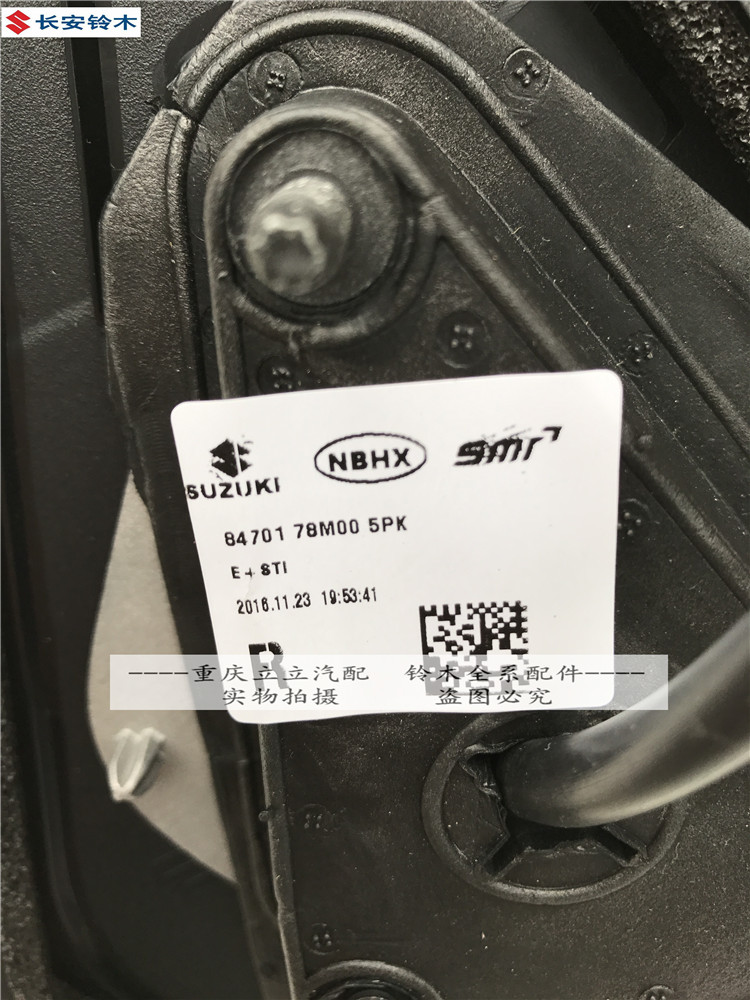 长安铃木
SUZUKI
NBHX
smr
84701 78M00 5PK
E+STI
2016.11.23 19:53:41
R
----重庆立立汽配 铃木全系配件----
实物拍摄 盗图必究